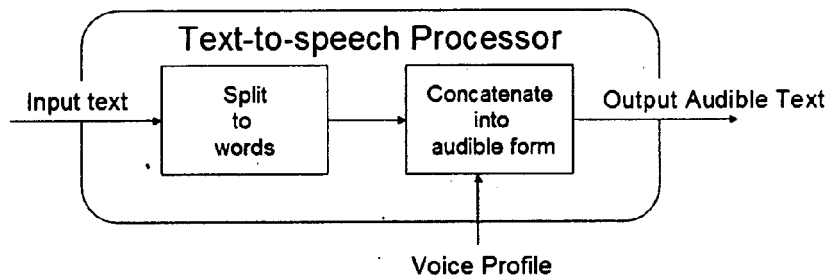 Text-to-speech Processor
Input text
Split
to
words
Concatenate
into
audible form
Output Audible Text
Voice Profile